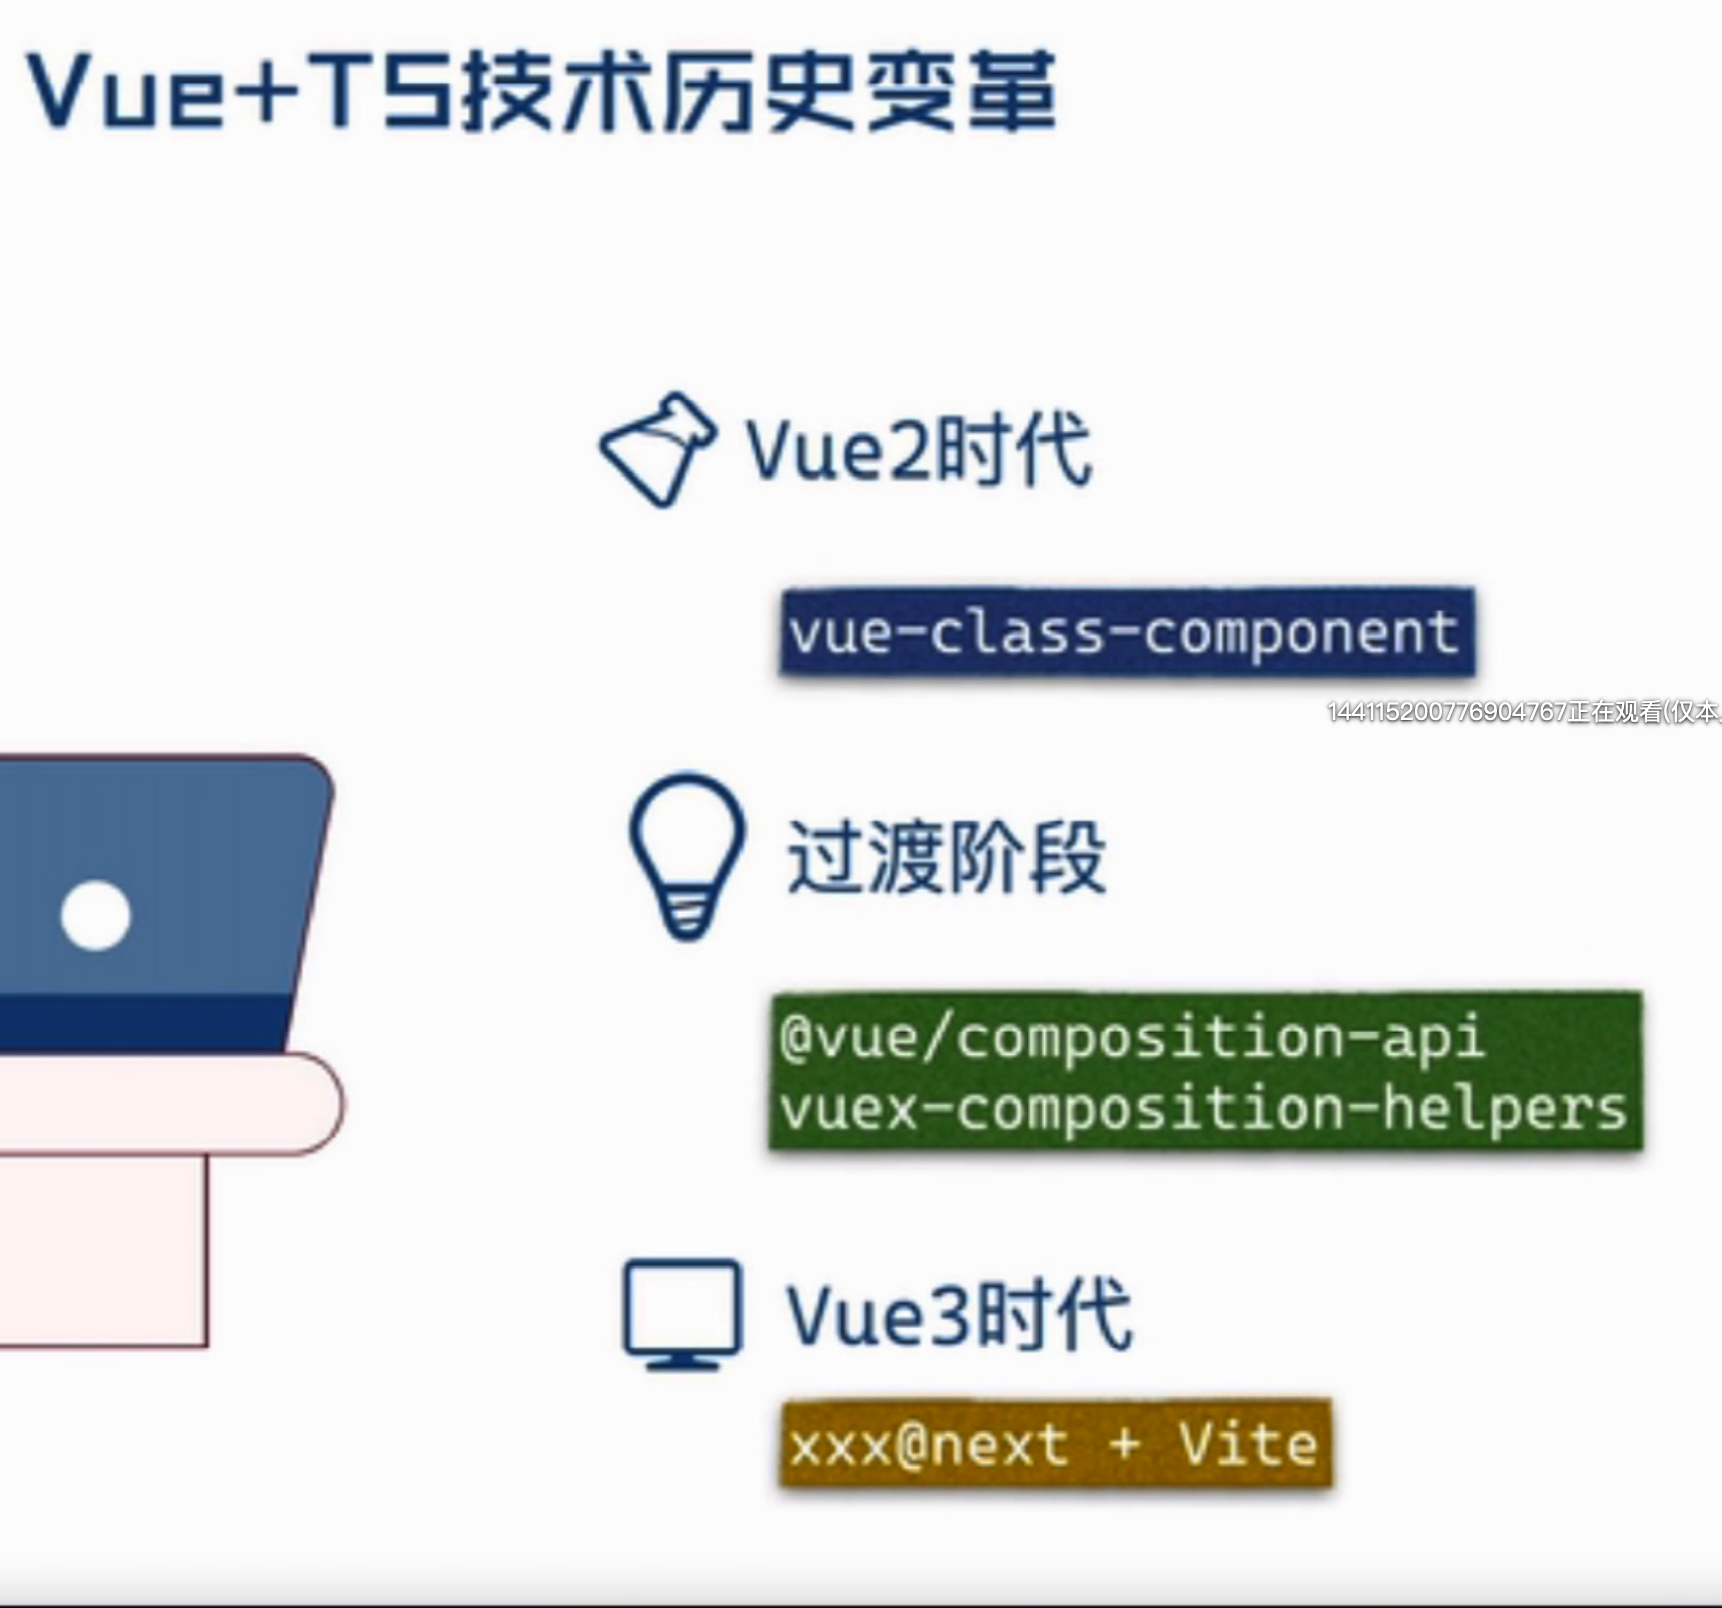 Vue+TS技术历史变革
Vue2时代
vue-class-component
144115200776904767正在观看(仅本
过渡阶段
@vue/composition-api
vuex-composition-helpers
Vue3时代
xxx@next + Vite